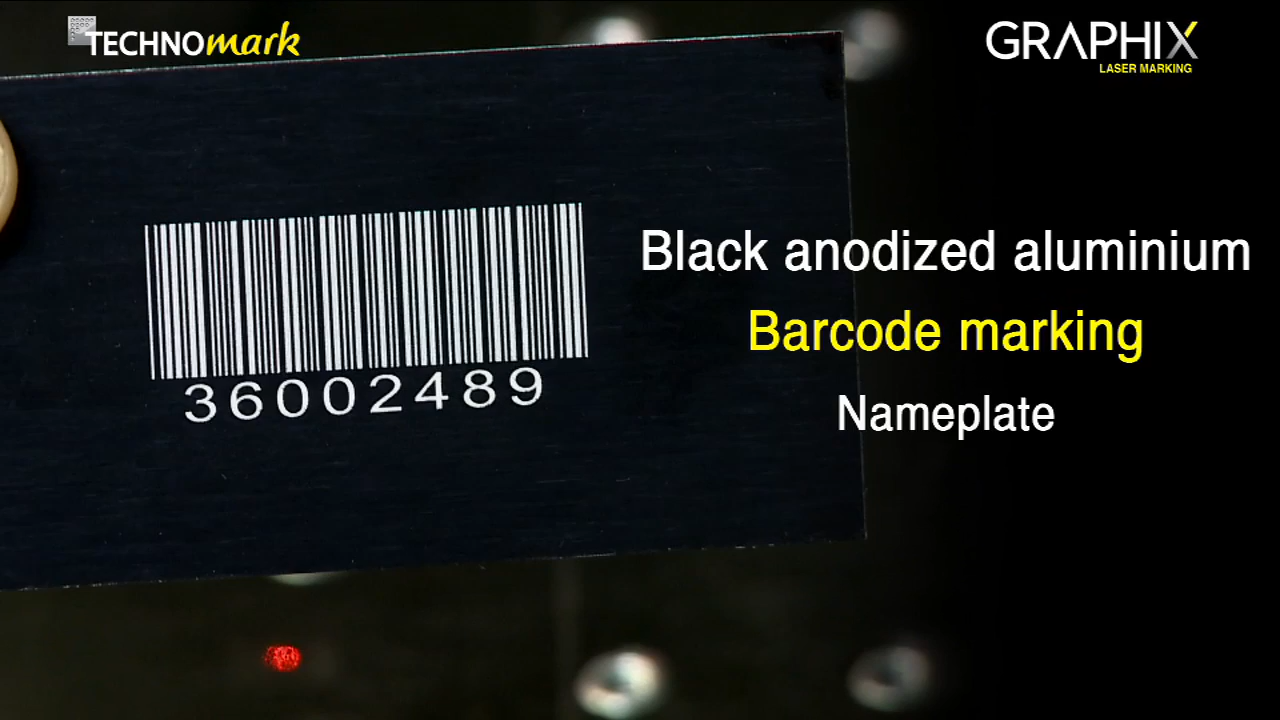 TECHNOmark
GRAPHIX
LASER MARKING
36002489
Black anodized aluminium
Barcode marking
Nameplate